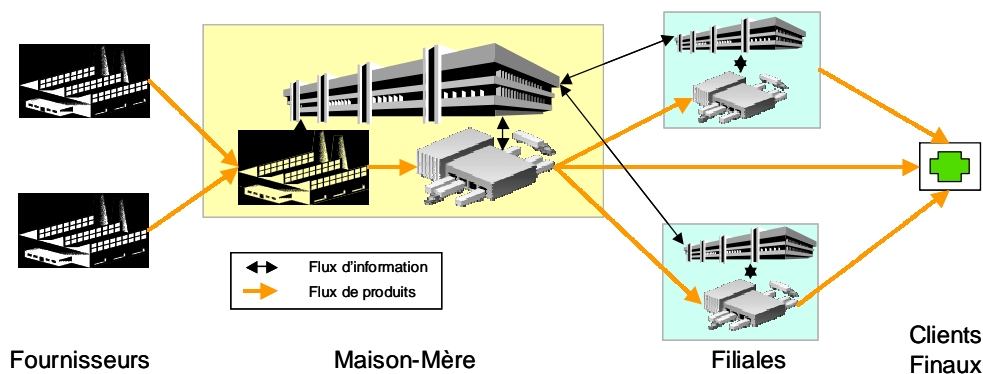 Flux d'information
Flux de produits
Fournisseurs
Maison-Mère
Filiales
Clients
Finaux